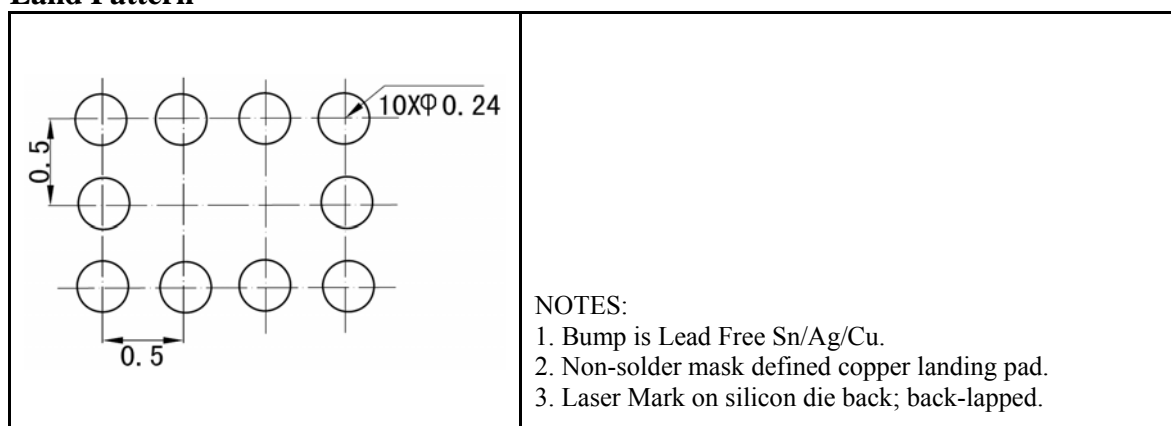 Land Pattern
10XΦ0.24
0.5
0.5
NOTES:
1. Bump is Lead Free Sn/Ag/Cu.
2. Non-solder mask defined copper landing pad.
3. Laser Mark on silicon die back; back-lapped.